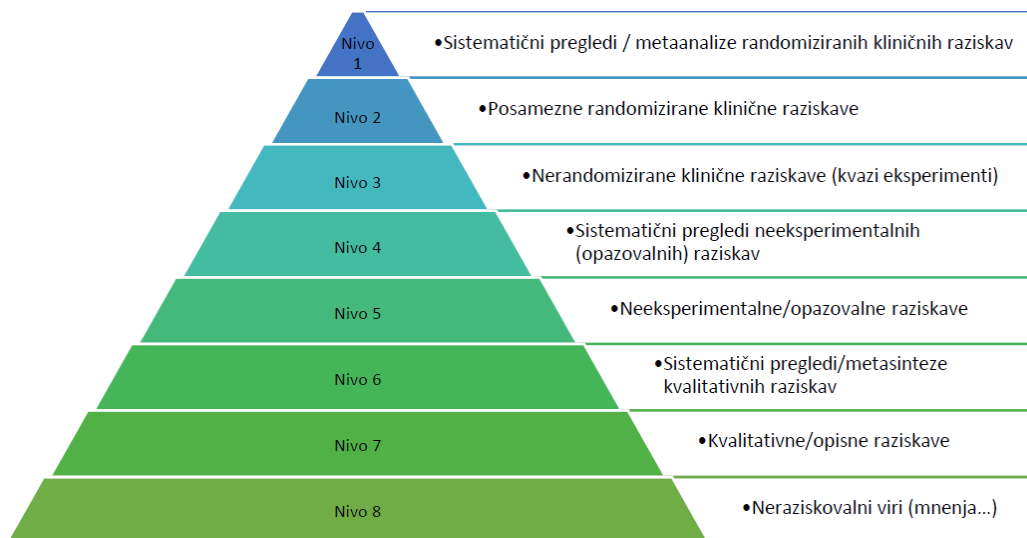 Nivo
1
•Sistematični pregledi / metaanalize randomiziranih kliničnih raziskav
Nivo 2
•Posamezne randomizirane klinične raziskave
Nivo 3
•Nerandomizirane klinične raziskave (kvazi eksperimenti)
Nivo 4
•Sistematični pregledi neeksperimentalnih
(opazovalnih) raziskav
Nivo 5
•Neeksperimentalne/opazovalne raziskave
Nivo 6
•Sistematični pregledi/metasinteze
kvalitativnih raziskav
Nivo 7
•Kvalitativne/opisne raziskave
Nivo 8
•Neraziskovalni viri (mnenja...)